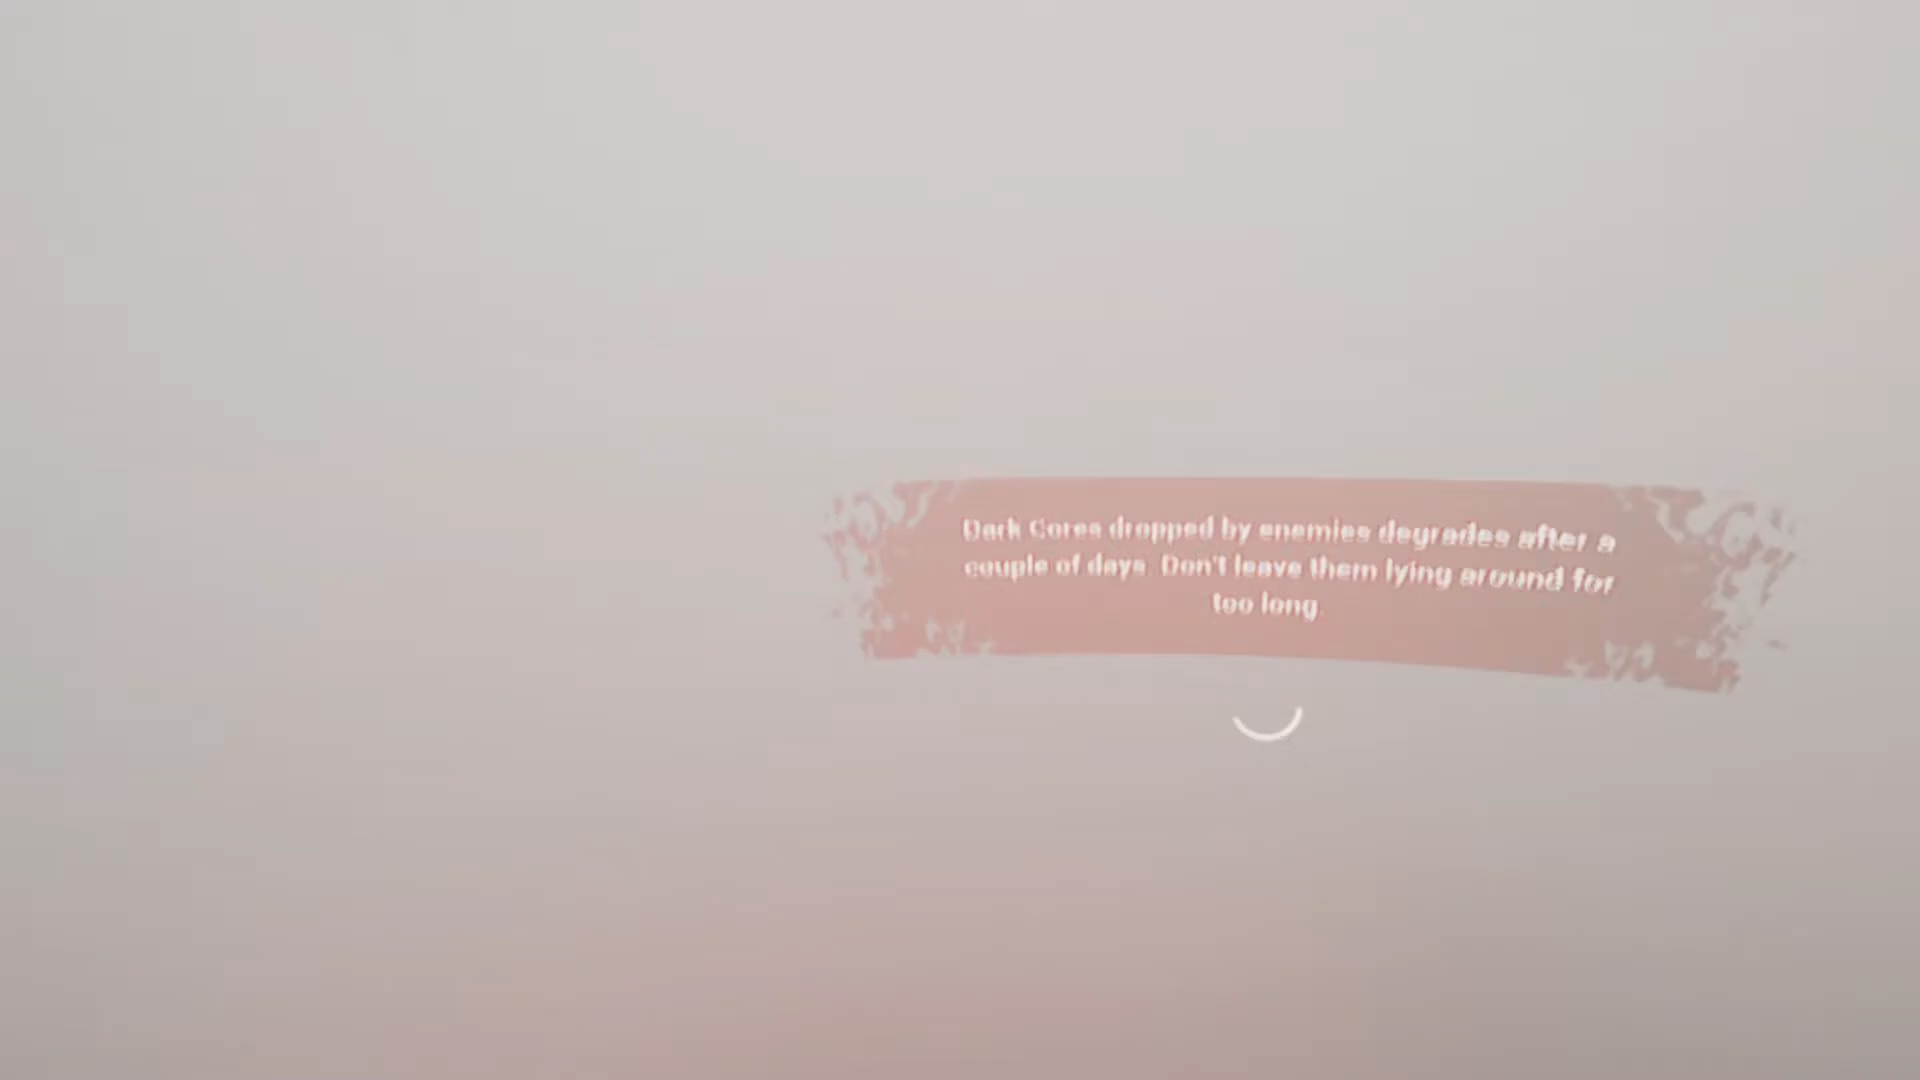 Dark Cores dropped by enemies degrades after a
couple of days. Don't leave them lying around for
too long.